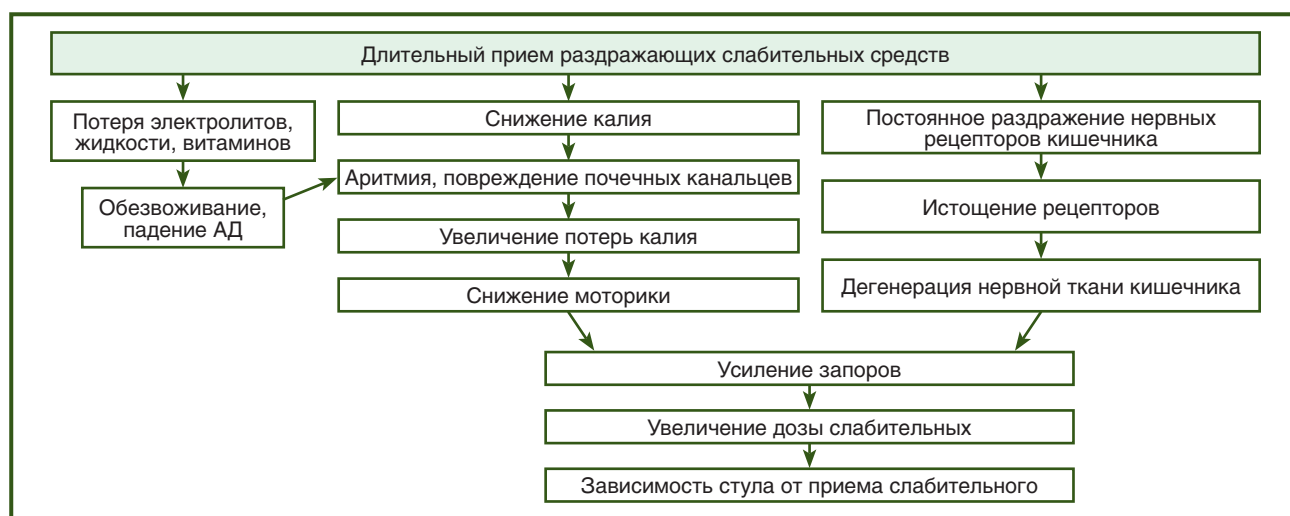 Длительный прием раздражающих слабительных средств
Потеря электролитов,
жидкости, витаминов
Обезвоживание,
падение АД
Снижение калия
Аритмия, повреждение почечных канальцев
Увеличение потерь калия
Снижение моторики
Постоянное раздражение нервных
рецепторов кишечника
Истощение рецепторов
Дегенерация нервной ткани кишечника
Усиление запоров
Увеличение дозы слабительных
Зависимость стула от приема слабительного